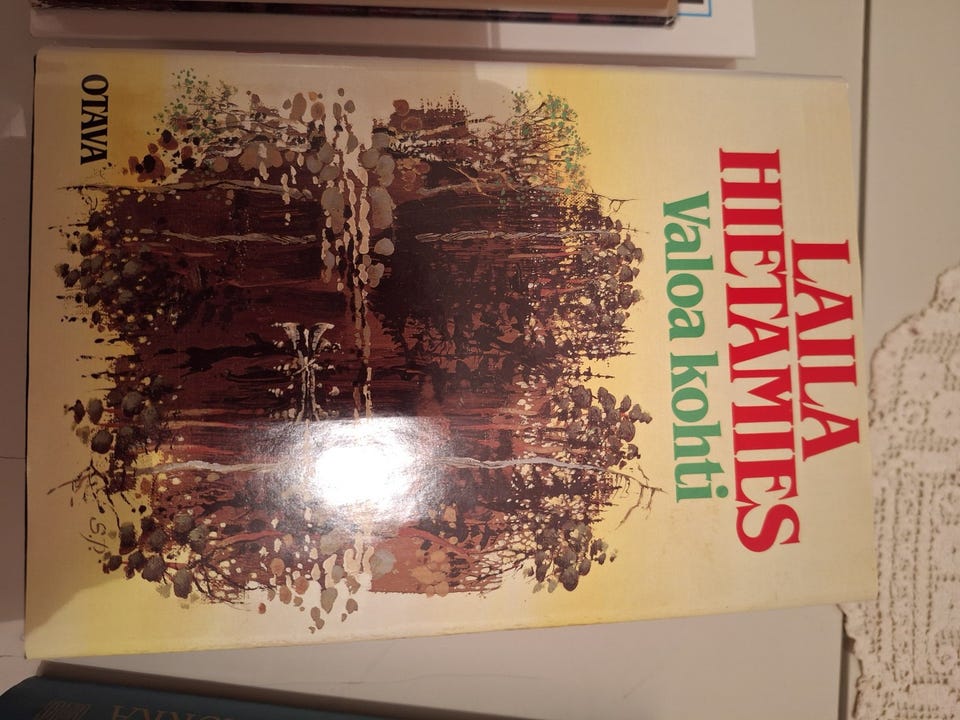 LAILA
HIETAMIES
Valoa kohti
S.P.
OTAVA